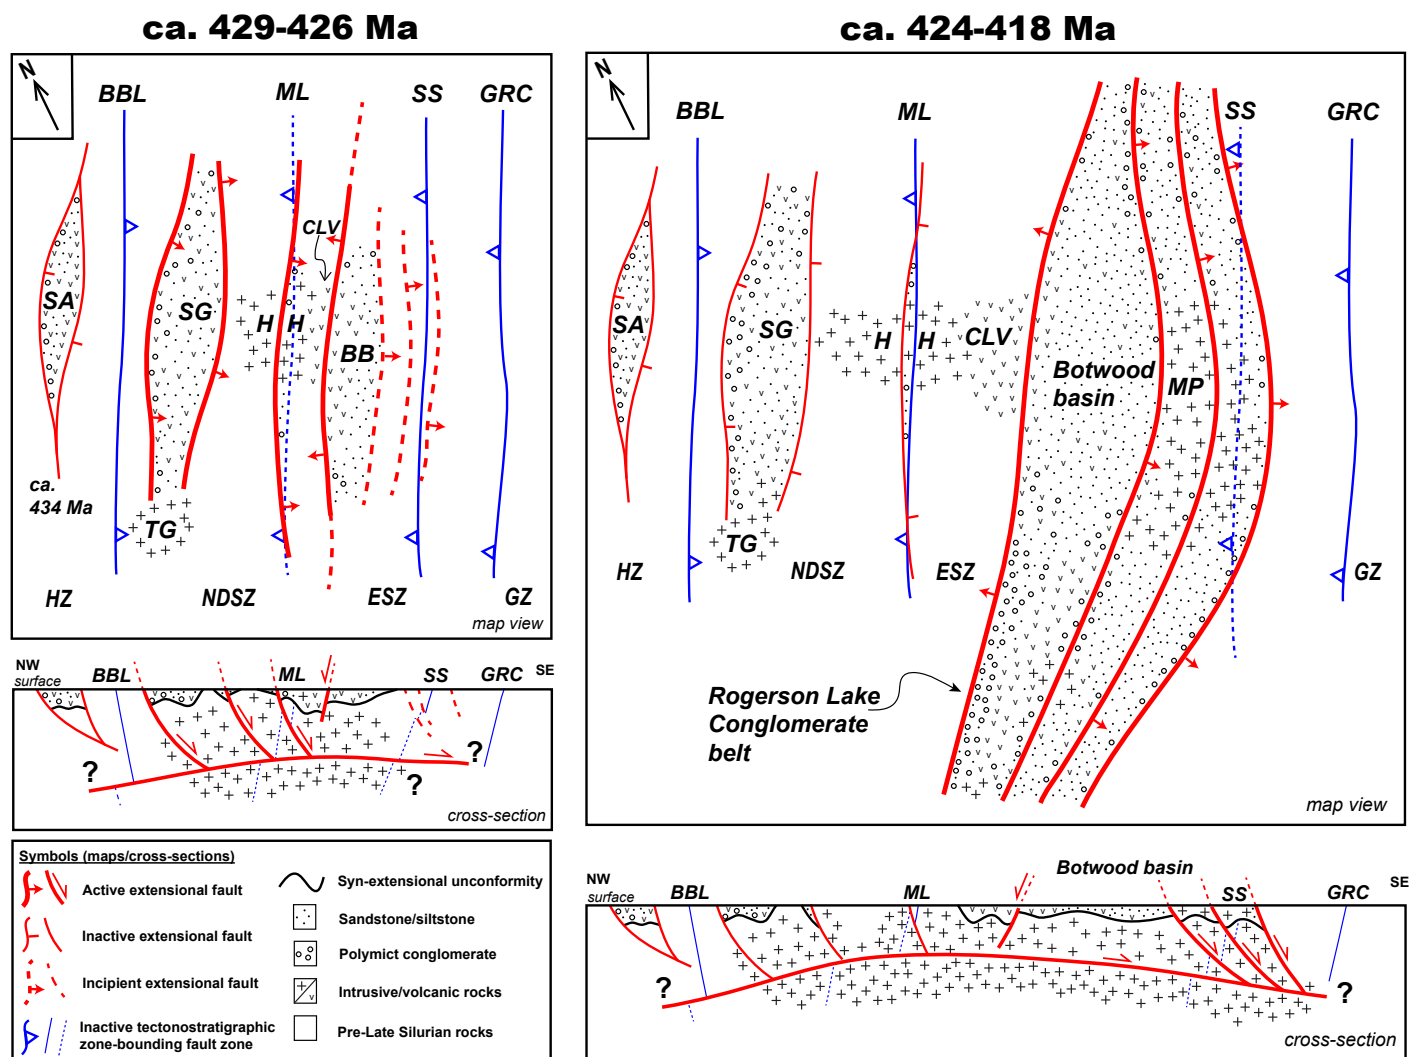 ca. 429-426 Ma
N
BBL
ML
SS
GRC
CLV
SA
SG
H
H
BB
ca.
434 Ma
TG
HZ
NDSZ
ESZ
GZ
map view
NW
surface
BBL
ML
SS
GRC
SE
?
?
?
cross-section
Symbols (maps/cross-sections)
Active extensional fault
Inactive extensional fault
Incipient extensional fault
Inactive tectonostratigraphic
zone-bounding fault zone
Syn-extensional unconformity
Sandstone/siltstone
Polymict conglomerate
Intrusive/volcanic rocks
Pre-Late Silurian rocks
ca. 424-418 Ma
N
BBL
ML
SS
GRC
SA
SG
H
H
CLV
Botwood
basin
MP
TG
HZ
NDSZ
ESZ
GZ
Rogerson Lake
Conglomerate
belt
map view
Botwood basin
NW
surface
BBL
ML
SS
GRC
SE
?
?
cross-section